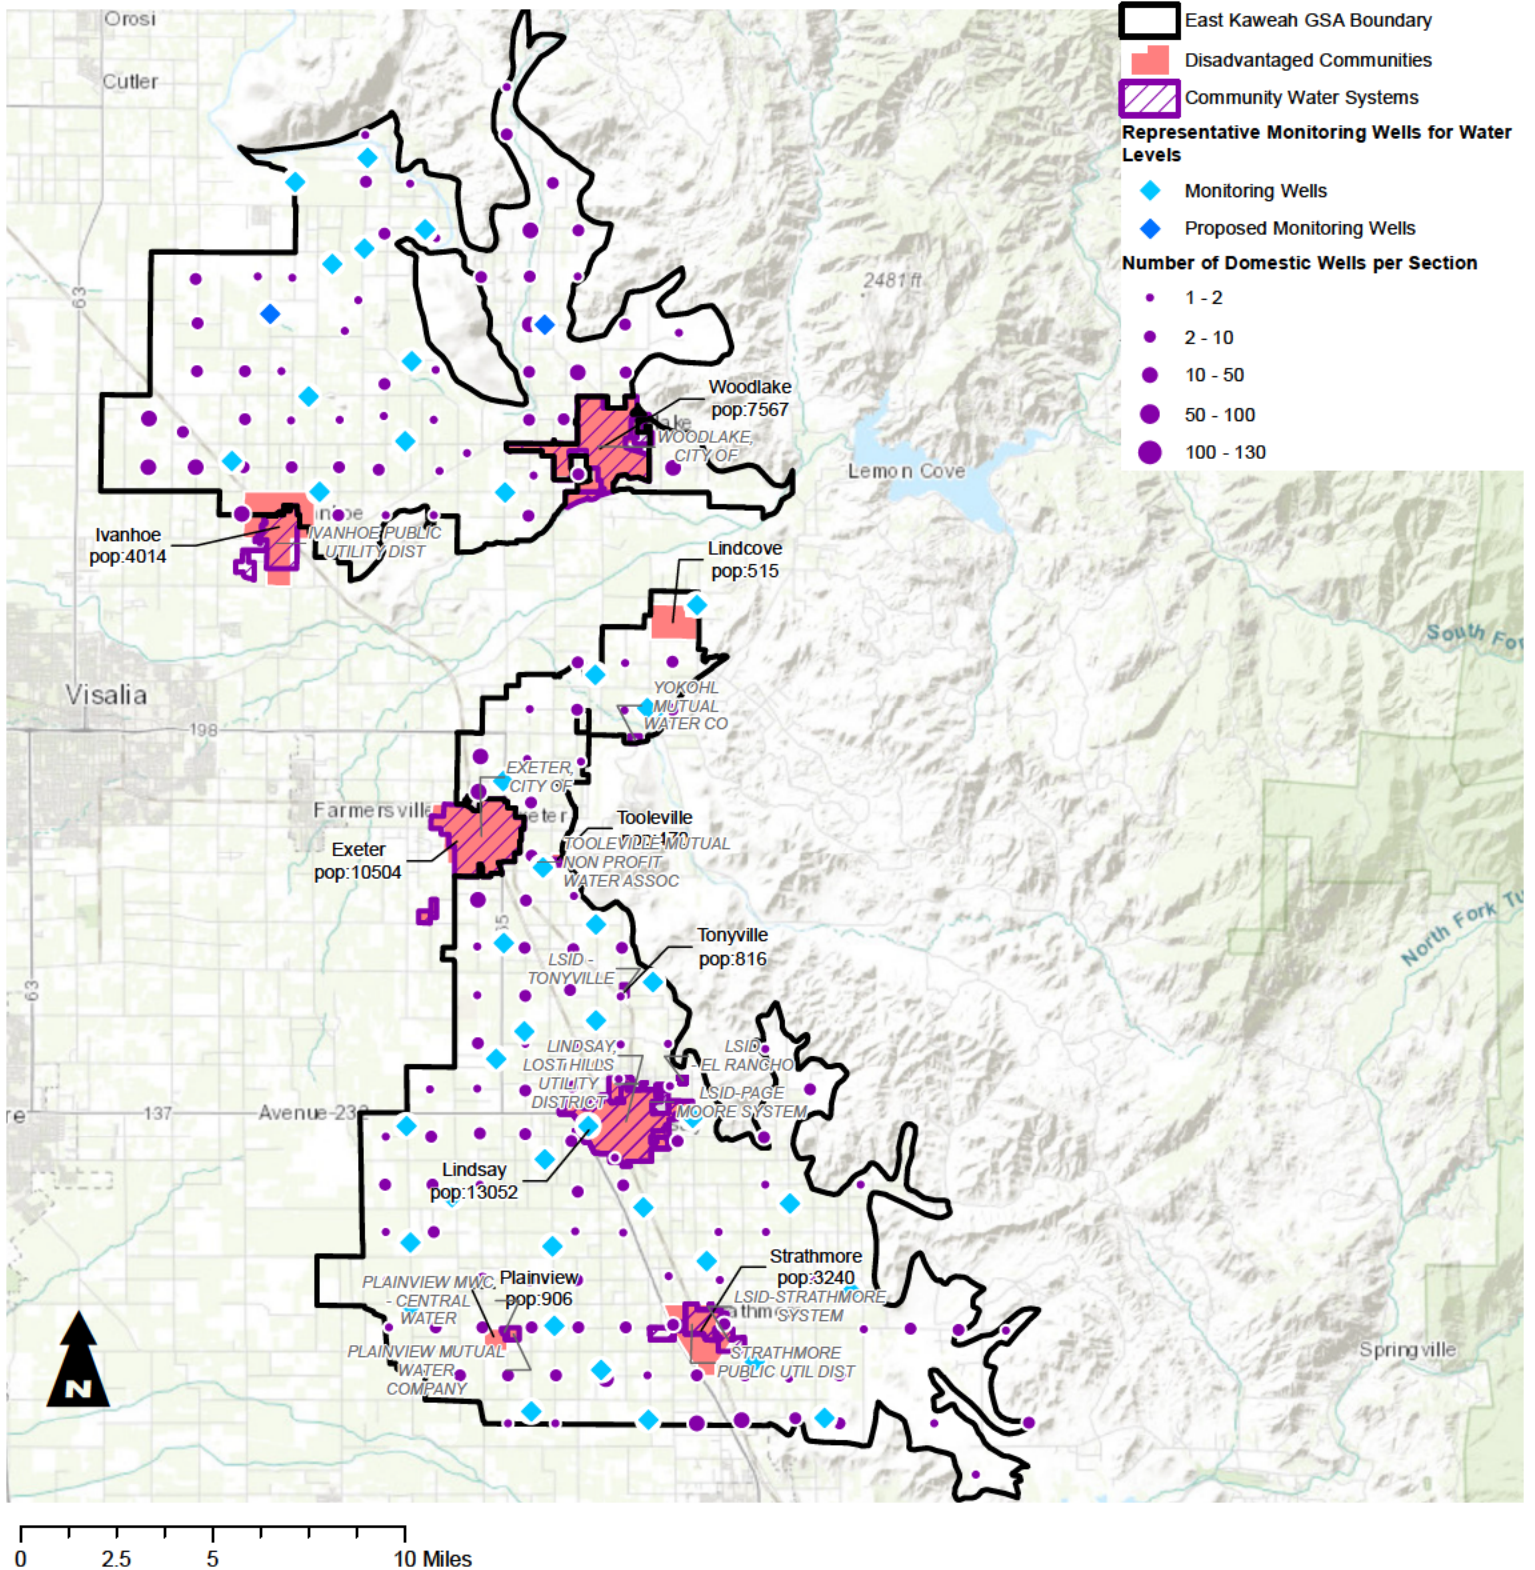 Orosi
Cutler
63
2481 ft
East Kaweah GSA Boundary
Disadvantaged Communities
Community Water Systems
Representative Monitoring Wells for Water
Levels
Monitoring Wells
Proposed Monitoring Wells
Number of Domestic Wells per Section
1 - 2
2 - 10
10 - 50
50 - 100
100 - 130
Woodlake
pop:7567
lake
WOODLAKE,
CITY OF
Lemon Cove
Ivanhoe
pop:4014
IVANHOE PUBLIC
UTILITY DIST
Lindcove
pop:515
South For
Visalia
198
YOKOHL
MUTUAL
WATER CO
EXETER,
CITY OF
Farmersville
eter
Exeter
pop:10504
Tooleville
TOOLEVILLE MUTUAL
NON PROFIT
WATER ASSOC
North Fork Tu
Tonyville
pop:816
LSID -
TONYVILLE
63
LINDSAY,
LOST HILLS
UTILITY
DISTRICT
LSID
- EL RANCHO
LSID-PAGE
MOORE SYSTEM
re
137
Avenue 232
Lindsay
pop:13052
Strathmore
pop:3240
LSID-STRATHMORE
SYSTEM
athm
STRATHMORE
PUBLIC UTIL DIST
PLAINVIEW MWC
- CENTRAL
WATER
Plainview
pop:906
PLAINVIEW MUTUAL
WATER
COMPANY
Springville
N
0 2.5 5 10 Miles